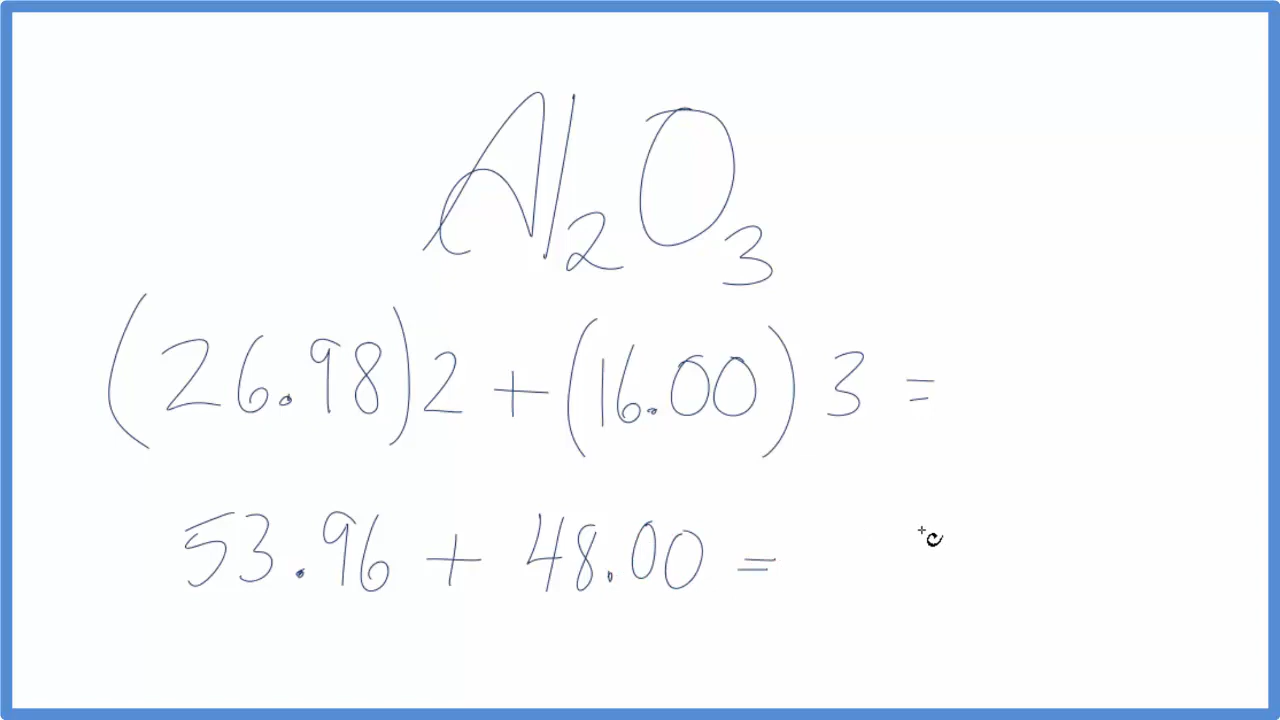 Al₂O₃
(26.98)2 + (16.00)3 =
53.96 + 48.00 =